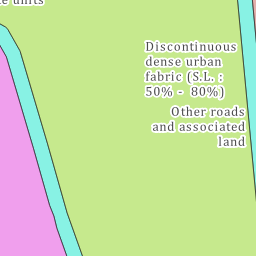 units
Discontinuous
dense urban
fabric (S.L. :
50% - 80%)
Other roads
and associated
land